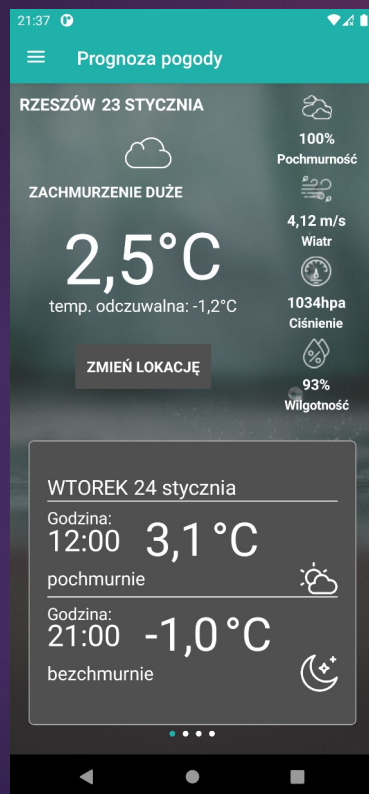 21:37
Prognoza pogody
RZESZÓW 23 STYCZNIA
ZACHMURZENIE DUŻE
2,5°C
temp. odczuwalna: -1,2°C
ZMIEŃ LOKACJĘ
100%
Pochmurność
4,12 m/s
Wiatr
1034hpa
Ciśnienie
93%
Wilgotność
WTOREK 24 stycznia
Godzina:
12:00 3,1 °C
pochmurnie
Godzina:
21:00 -1,0 °C
bezchmurnie